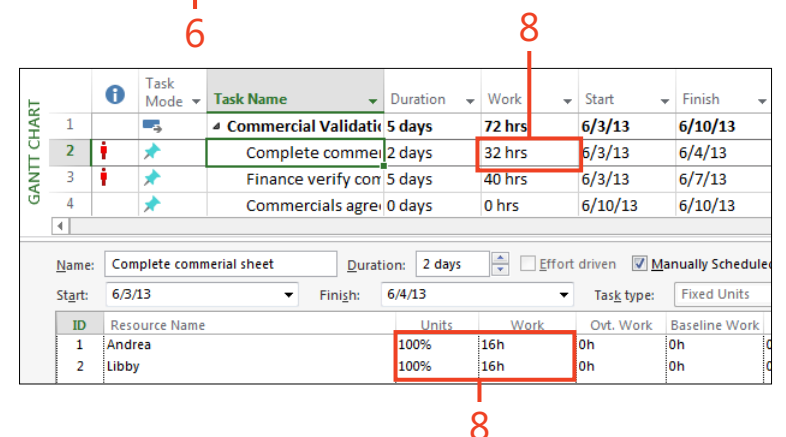 6
8
GANTT CHART
Task Mode Task Name Duration Work Start Finish
1 Commercial Validatic 5 days 72 hrs 6/3/13 6/10/13
2 Complete commer 2 days 32 hrs 6/3/13 6/4/13
3 Finance verify com 5 days 40 hrs 6/3/13 6/7/13
4 Commercials agree 0 days 0 hrs 6/10/13 6/10/13
Name: Complete commerial sheet Duration: 2 days Effort driven Manually Scheduled
Start: 6/3/13 Finish: 6/4/13 Task type: Fixed Units
ID Resource Name Units Work Ovt. Work Baseline Work
1 Andrea 100% 16h 0h 0h
2 Libby 100% 16h 0h 0h
8